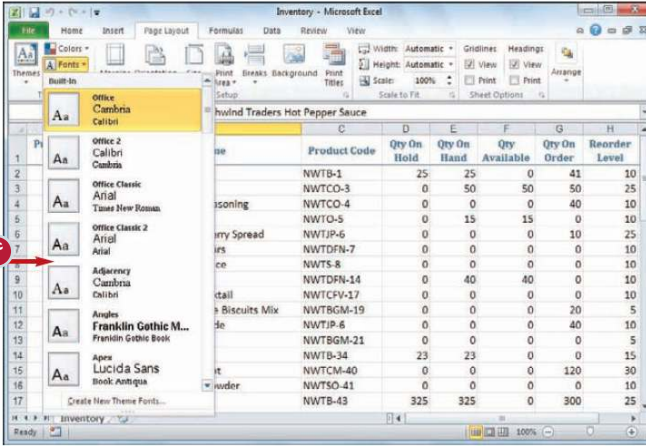 Inventory - Microsoft Excel
File Home Insert Page Layout Formulas Data Review View
Colors Width: Automatic Gridlines Headings
Fonts Height: Automatic View View
Themes Print Area Breaks Background Print Titles Scale: 100% Print Print Arrange
Setup Scale to Fit Sheet Options
Built-In
Office
Cambria
Calibri
Office 2
Calibri
Cambria
Office Classic
Arial
Times New Roman
Office Classic 2
Arial
Arial
Adjacency
Cambria
Calibri
Angles
Franklin Gothic M...
Franklin Gothic Book
Apex
Lucida Sans
Book Antiqua
Create New Theme Fonts...
hwind Traders Hot Pepper Sauce
C D E F G H
1 me Product Code Qty On Hold Qty On Hand Qty Available Qty On Order Reorder Level
2 NWTB-1 25 25 0 41 10
3 NWTCO-3 0 50 50 50 25
4 asoning NWTCO-4 0 0 0 40 10
5 NWTO-5 0 15 15 0 10
6 rry Spread NWTJP-6 0 0 0 10 25
7 irs NWTDFN-7 0 0 0 0 10
8 ce NWTS-8 0 0 0 0 10
9 NWTDFN-14 0 40 40 0 10
10 ktail NWTCFV-17 0 0 0 0 10
11 e Biscuits Mix NWTBGM-19 0 0 0 20 5
12 de NWTJP-6 0 0 0 40 10
13 NWTBGM-21 0 0 0 0 5
14 NWTB-34 23 23 0 0 15
15 t NWTCM-40 0 0 0 120 30
16 wder NWTSO-41 0 0 0 0 10
17 NWTB-43 325 325 0 300 25
Inventory
Ready 100%